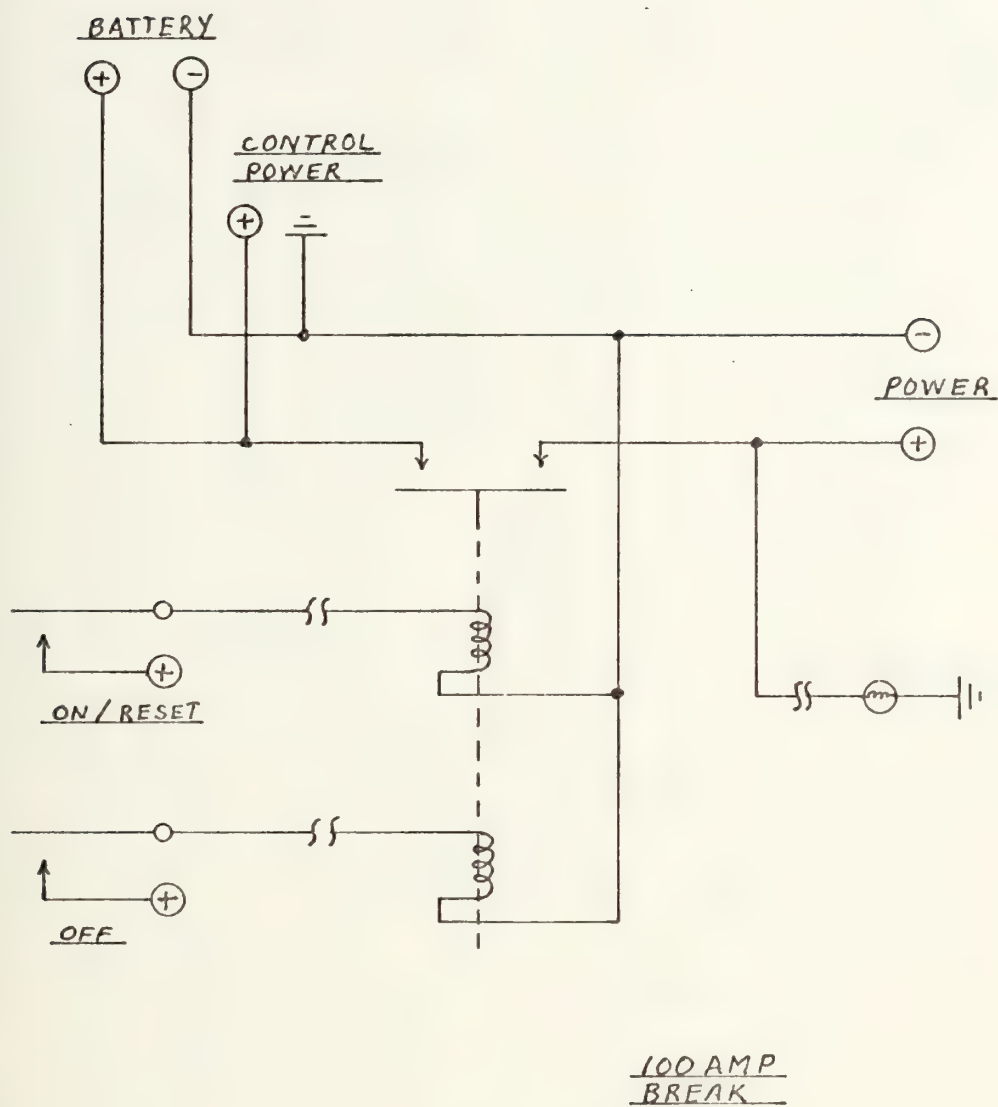 BATTERY
+ -
CONTROL
POWER
+
-
POWER
+
+
ON/RESET
+
OFF
100 AMP
BREAK